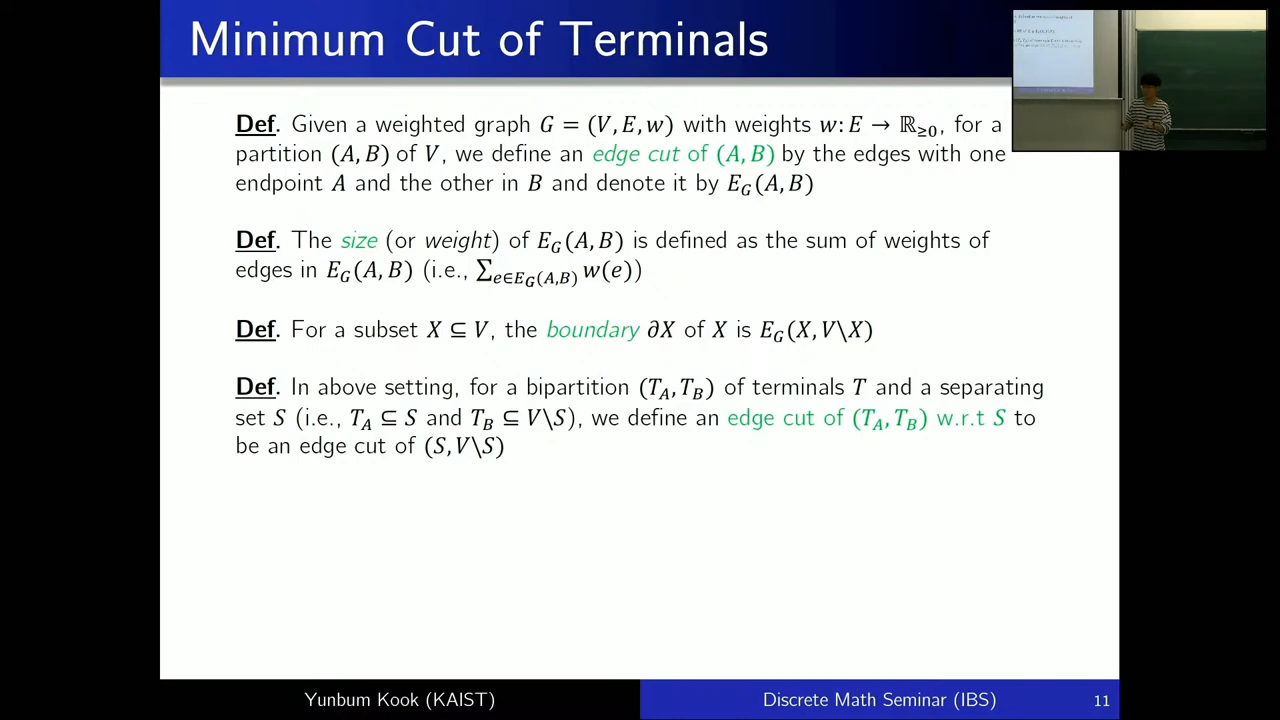 Minimum Cut of Terminals
Def. Given a weighted graph G = (V, E, w) with weights w: E → ℝ≥0, for a
partition (A, B) of V, we define an edge cut of (A, B) by the edges with one
endpoint A and the other in B and denote it by E_G(A, B)
Def. The size (or weight) of E_G(A, B) is defined as the sum of weights of
edges in E_G(A, B) (i.e., ∑_{e∈E_G(A,B)} w(e))
Def. For a subset X ⊆ V, the boundary ∂X of X is E_G(X, V\X)
Def. In above setting, for a bipartition (T_A, T_B) of terminals T and a separating
set S (i.e., T_A ⊆ S and T_B ⊆ V\S), we define an edge cut of (T_A, T_B) w.r.t S to
be an edge cut of (S, V\S)
Yunbum Kook (KAIST)
Discrete Math Seminar (IBS)
11